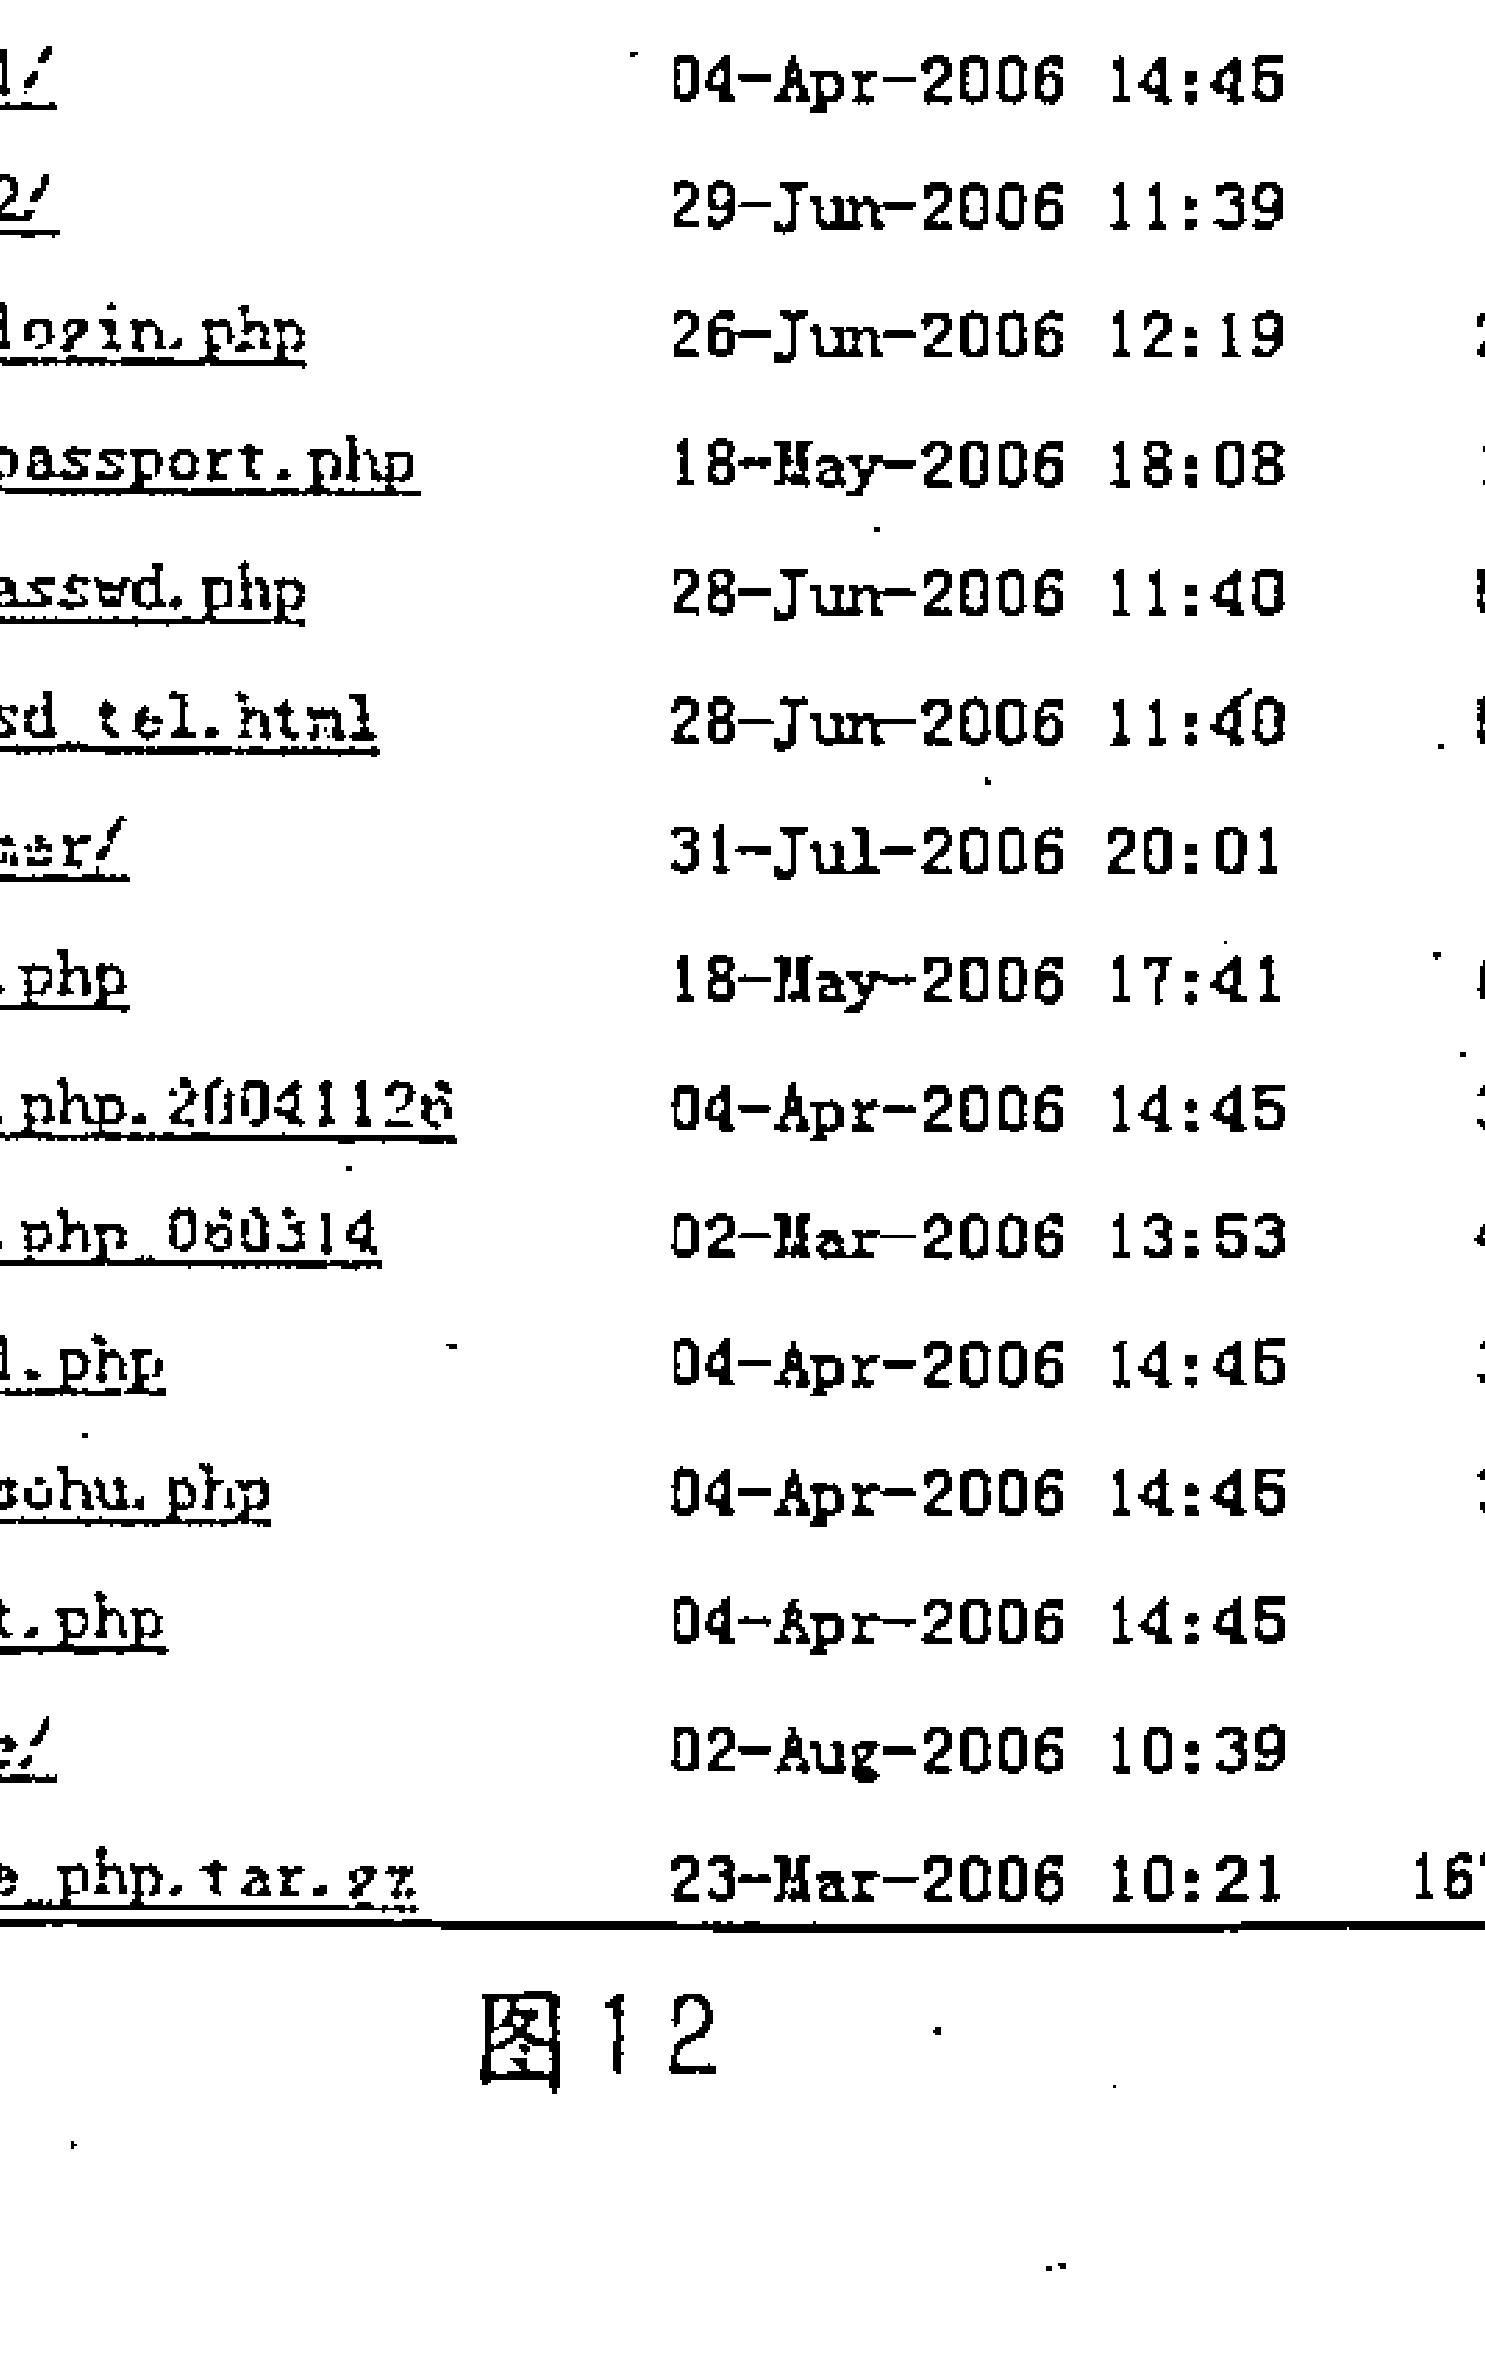 1/ 04-Apr-2006 14:45
2/ 29-Jun-2006 11:39
login.php 26-Jun-2006 12:19
passport.php 18-May-2006 18:08
asswd.php 28-Jun-2006 11:40
sd_tel.html 28-Jun-2006 11:40
31-Jul-2006 20:01
.php 18-May-2006 17:41
.php.20041126 04-Apr-2006 14:45
.php_060314 02-Mar-2006 13:53
.php 04-Apr-2006 14:45
sohu.php 04-Apr-2006 14:45
t.php 04-Apr-2006 14:45
02-Aug-2006 10:39
e_php.tar.gz 23-Mar-2006 10:21 16
图12